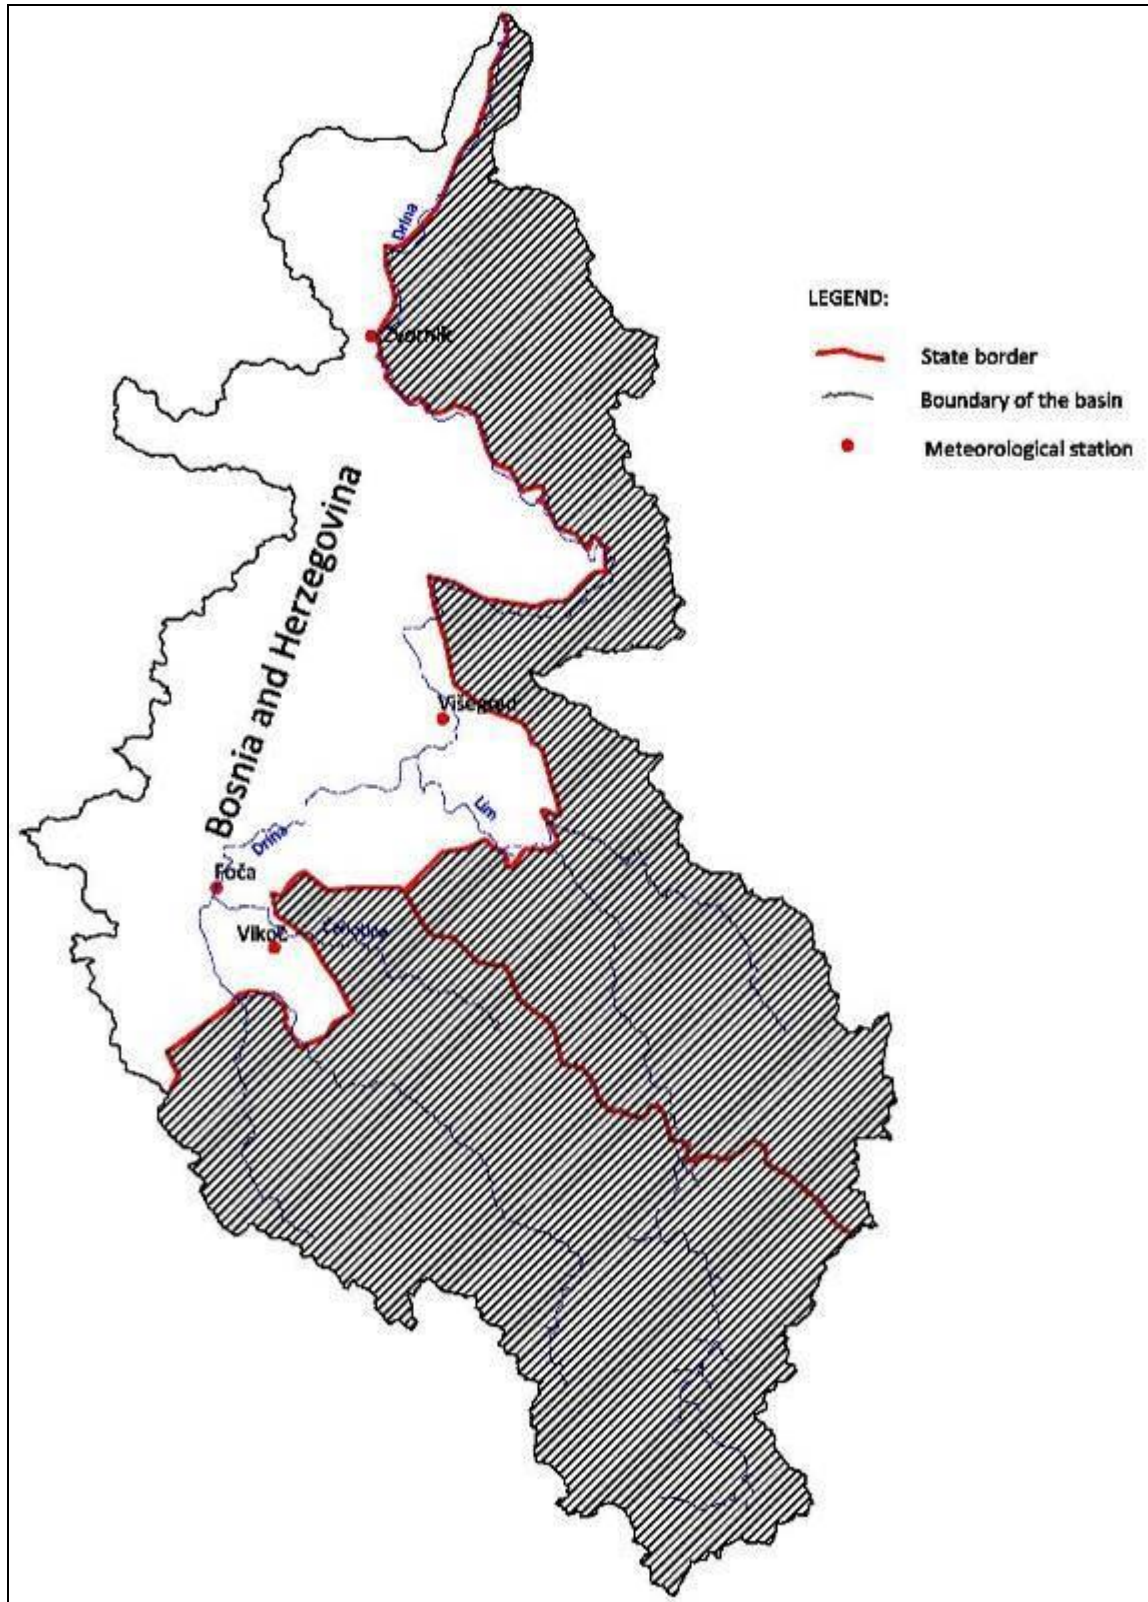 Drina
Zvornik
LEGEND:
State border
Boundary of the basin
Meteorological station
Bosnia and Herzegovina
Višegrad
Lim
Drina
Foča
Vikoč